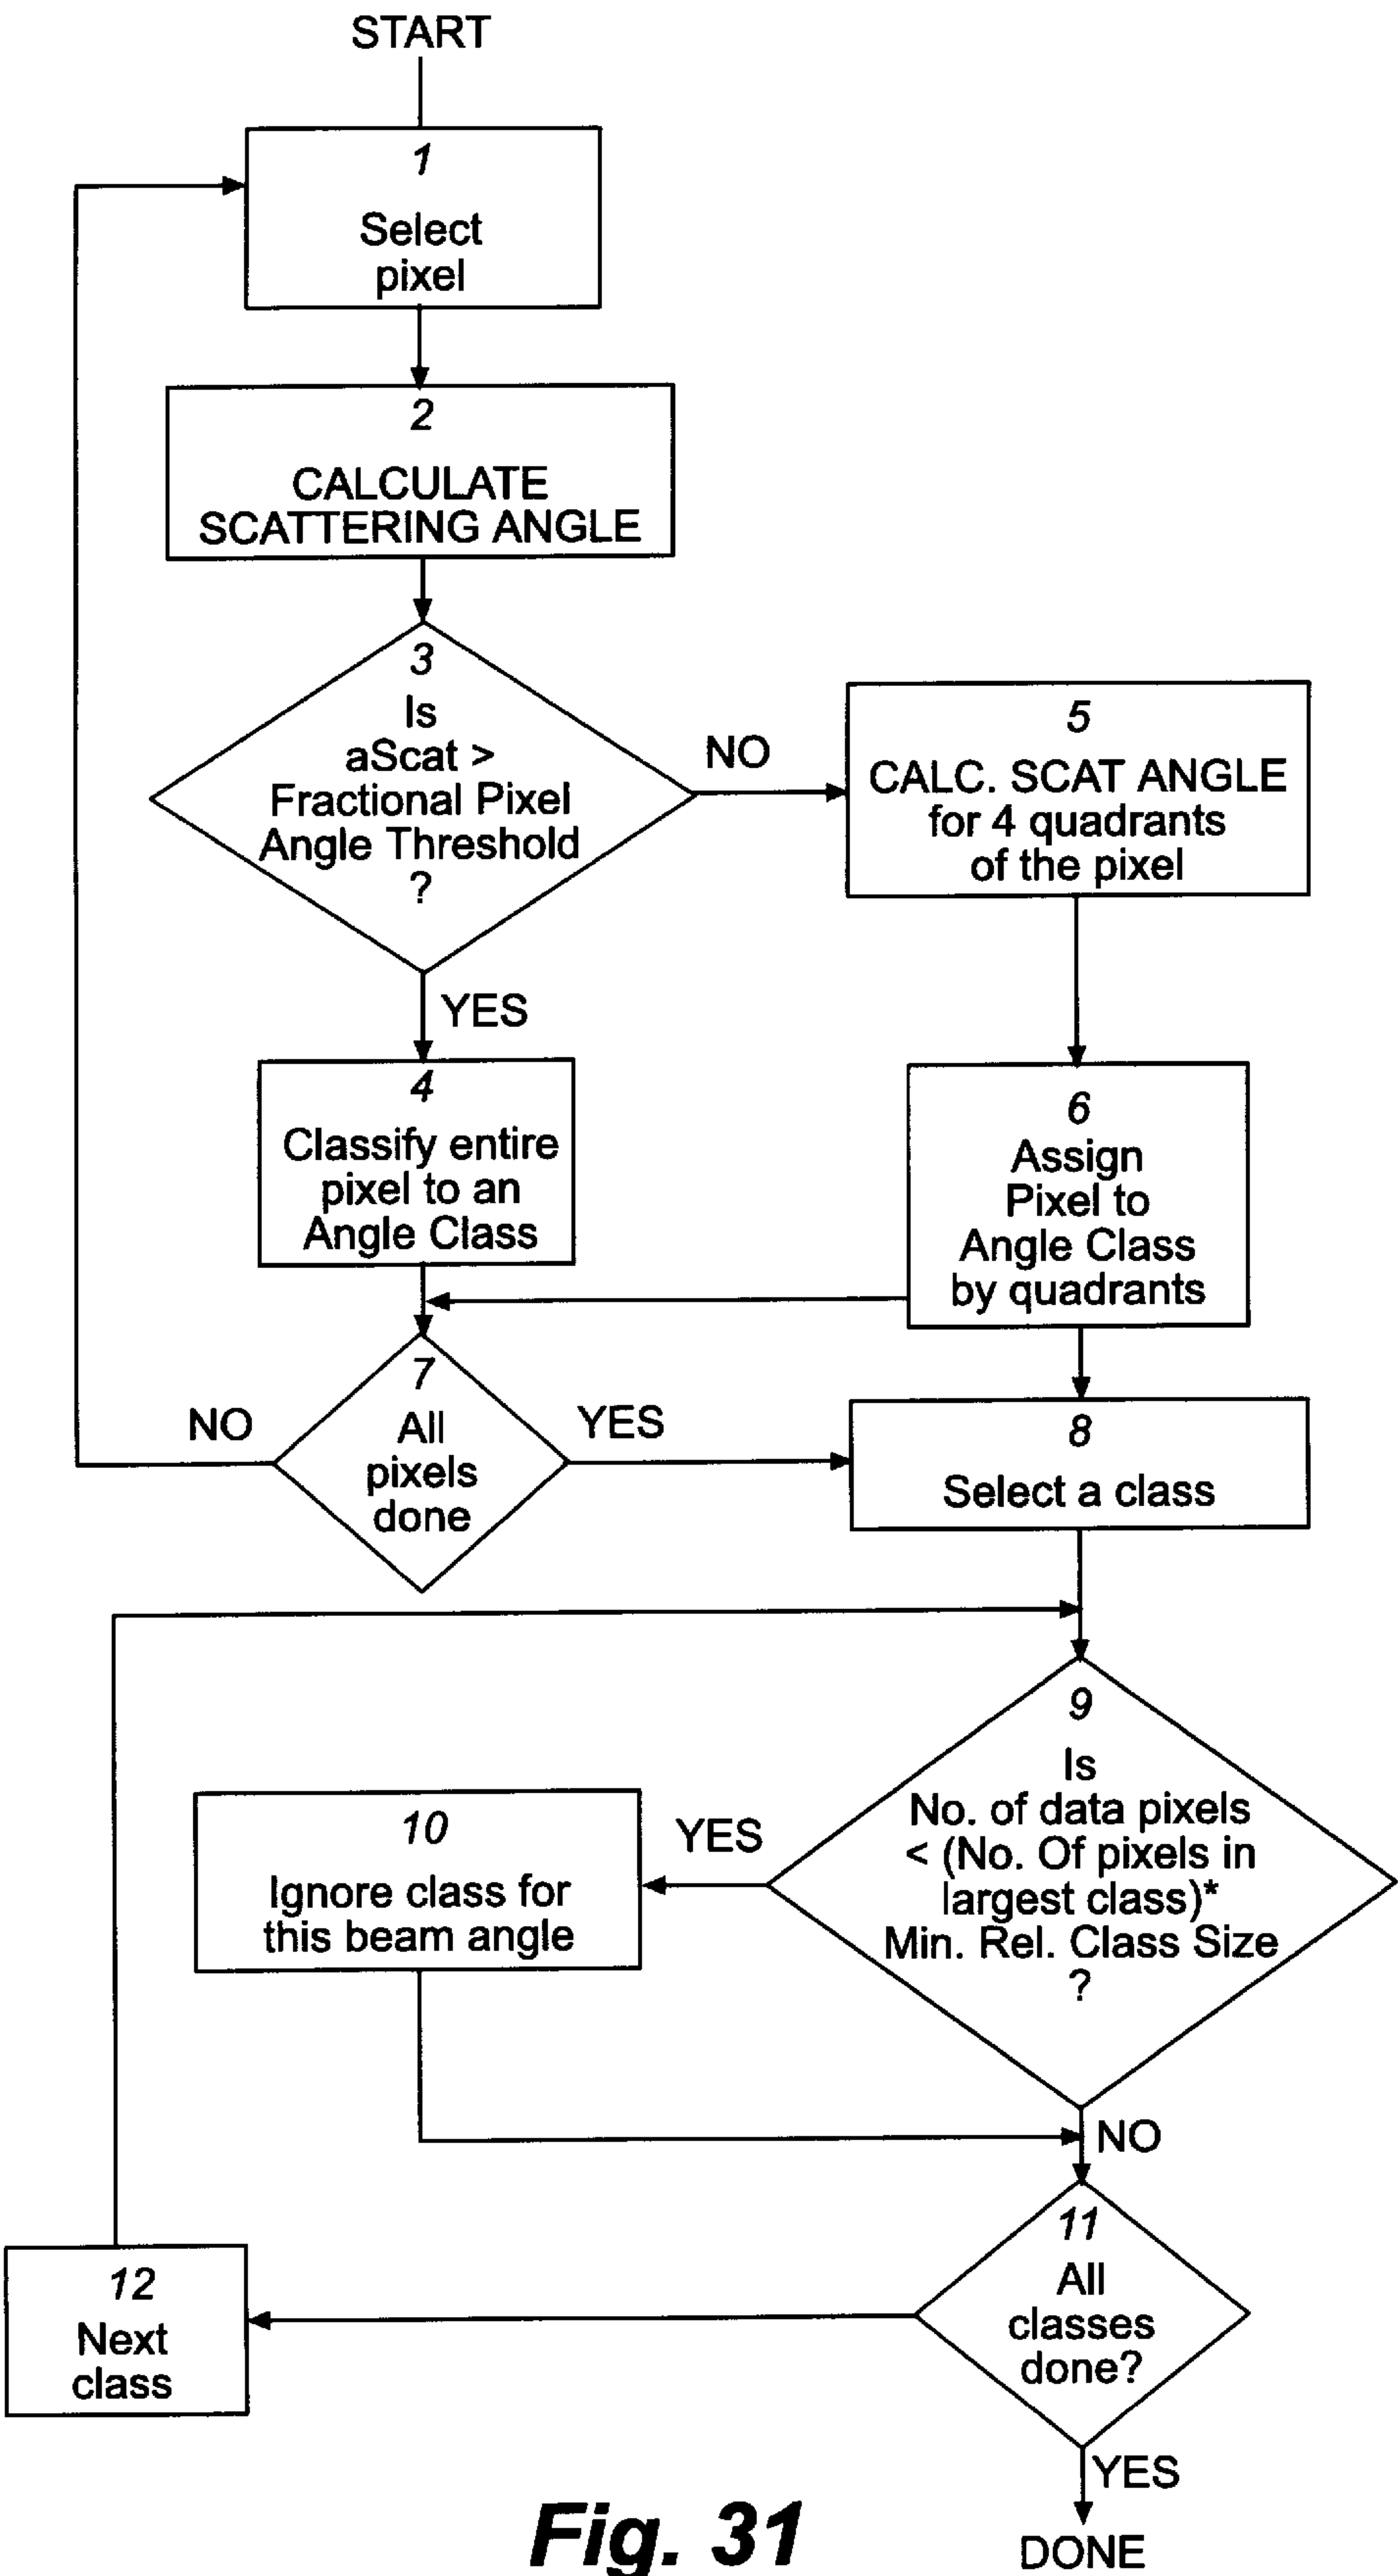 START
1
Select
pixel
2
CALCULATE
SCATTERING ANGLE
3
Is
aScat >
Fractional Pixel
Angle Threshold
?
NO
5
CALC. SCAT ANGLE
for 4 quadrants
of the pixel
YES
4
Classify entire
pixel to an
Angle Class
6
Assign
Pixel to
Angle Class
by quadrants
7
All
pixels
done
NO
YES
8
Select a class
9
Is
No. of data pixels
< (No. Of pixels in
largest class)*
Min. Rel. Class Size
?
YES
10
Ignore class for
this beam angle
NO
11
All
classes
done?
12
Next
class
YES
DONE
Fig. 31